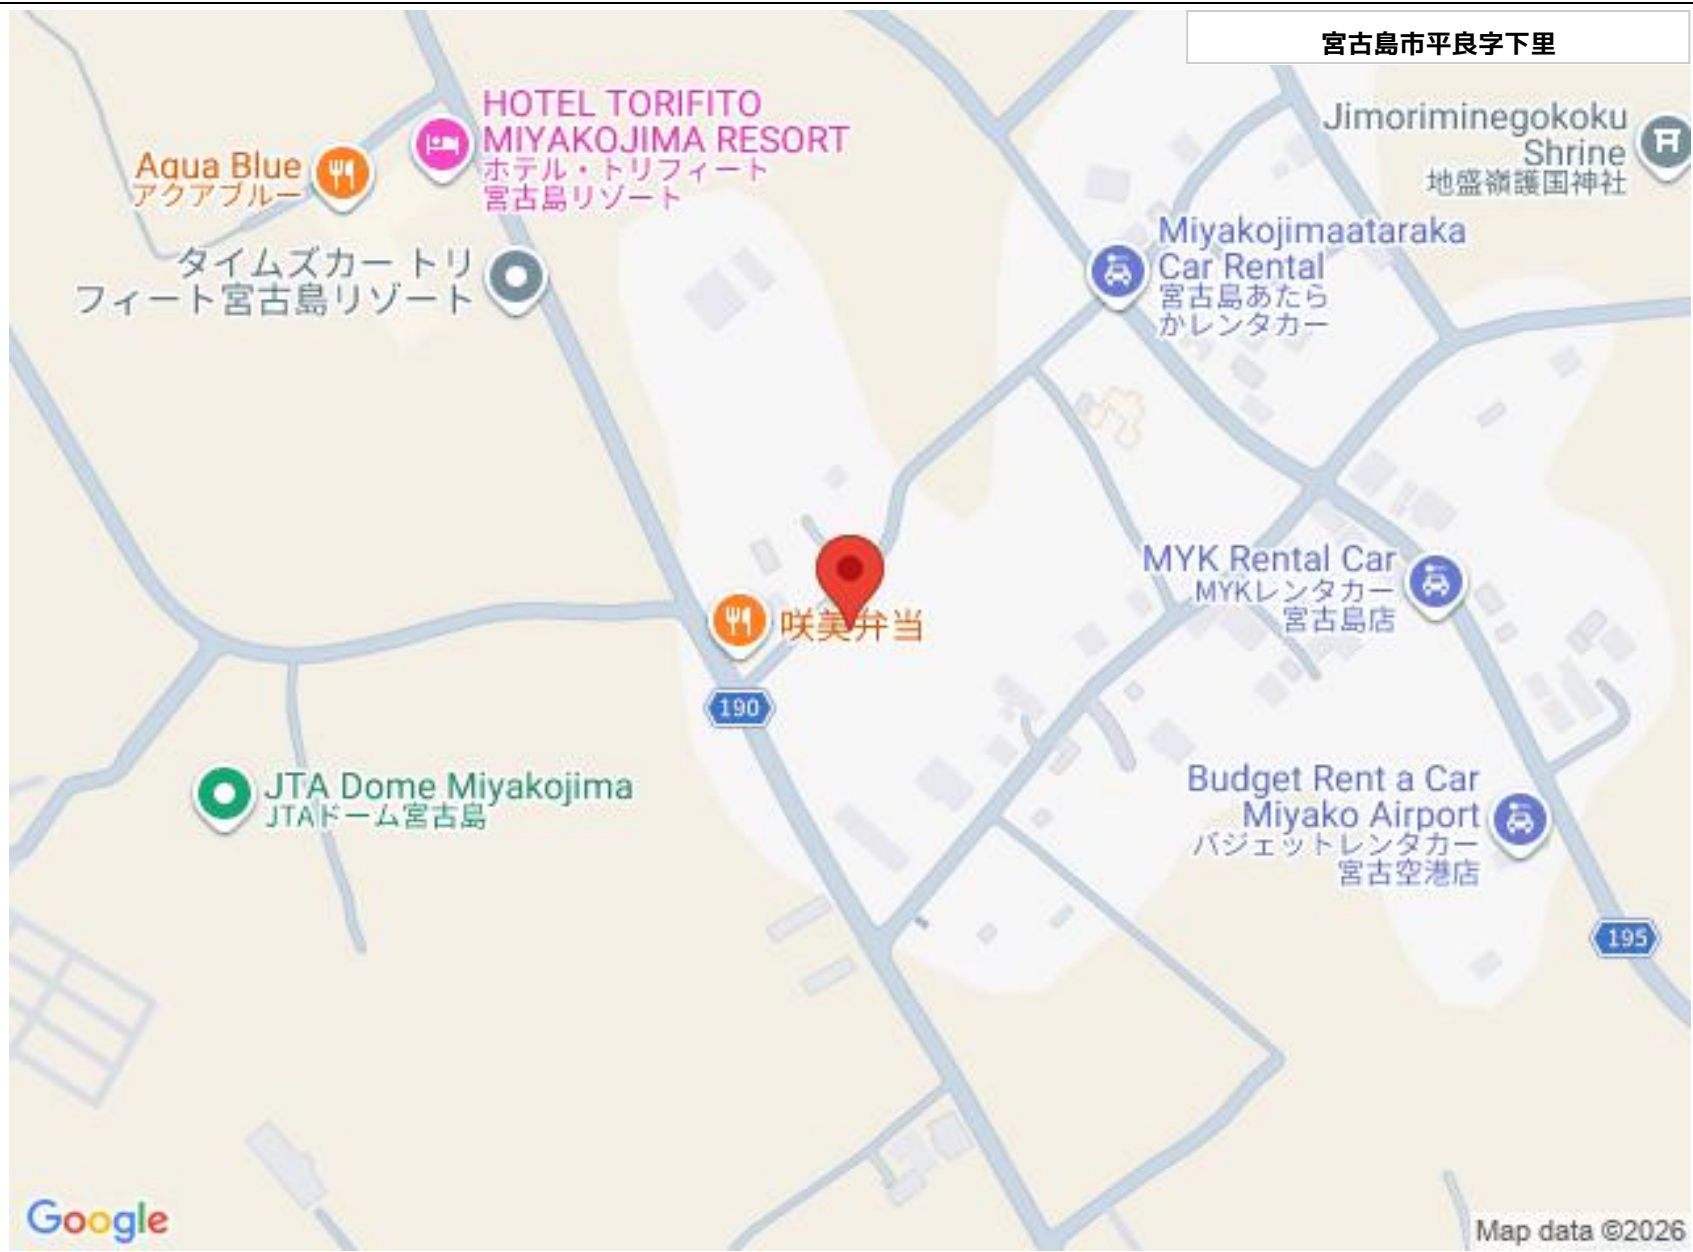 宮古島市平良字下里
HOTEL TORIFITO
MIYAKOJIMA RESORT
ホテル・トリフィート
宮古島リゾート
Aqua Blue
アクアブルー
タイムズカー トリ
フィート宮古島リゾート
Jimoriminegokoku
Shrine
地盛嶺護国神社
Miyakojimaataraka
Car Rental
宮古島あたら
かレンタカー
咲美弁当
MYK Rental Car
MYKレンタカー
宮古島店
190
JTA Dome Miyakojima
JTAドーム宮古島
Budget Rent a Car
Miyako Airport
バジェットレンタカー
宮古空港店
195
Google
Map data ©2026